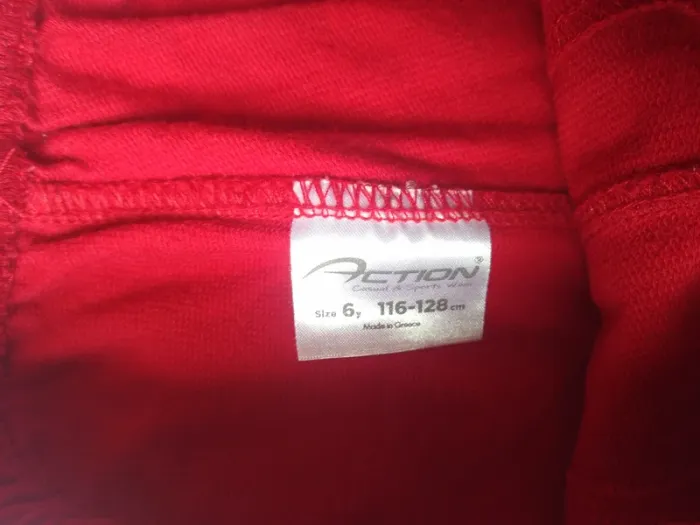 ACTION®
Casual & Sports Wear
Size 6y 116-128 cm
Made in Greece